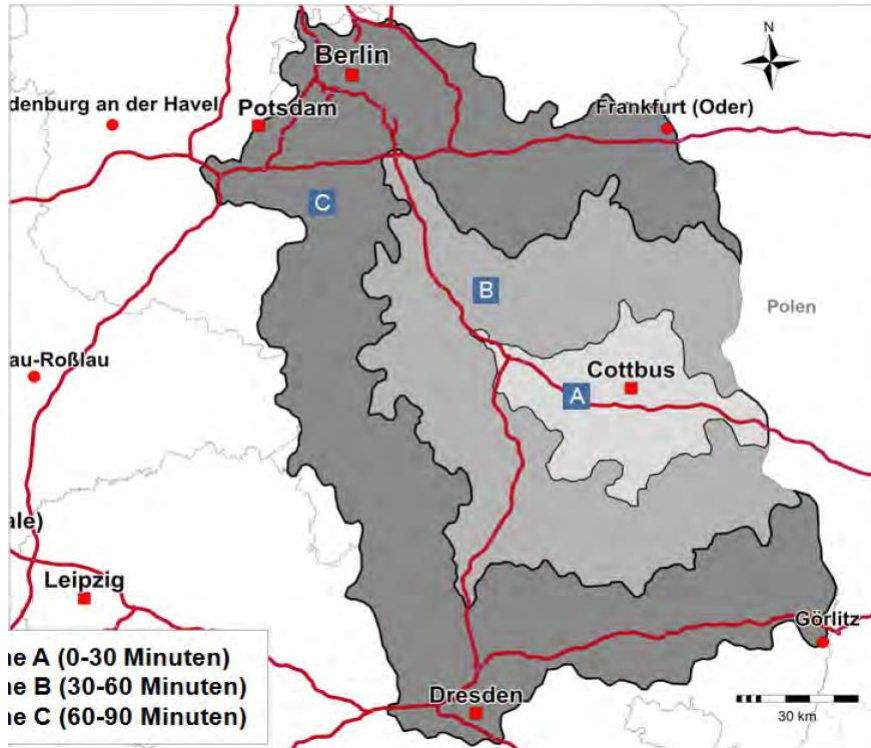 N
Berlin
denburg an der Havel
Potsdam
Frankfurt (Oder)
C
B
Polen
au-Roßlau
Cottbus
A
ale)
Leipzig
Görlitz
ne A (0-30 Minuten)
ne B (30-60 Minuten)
ne C (60-90 Minuten)
Dresden
30 km